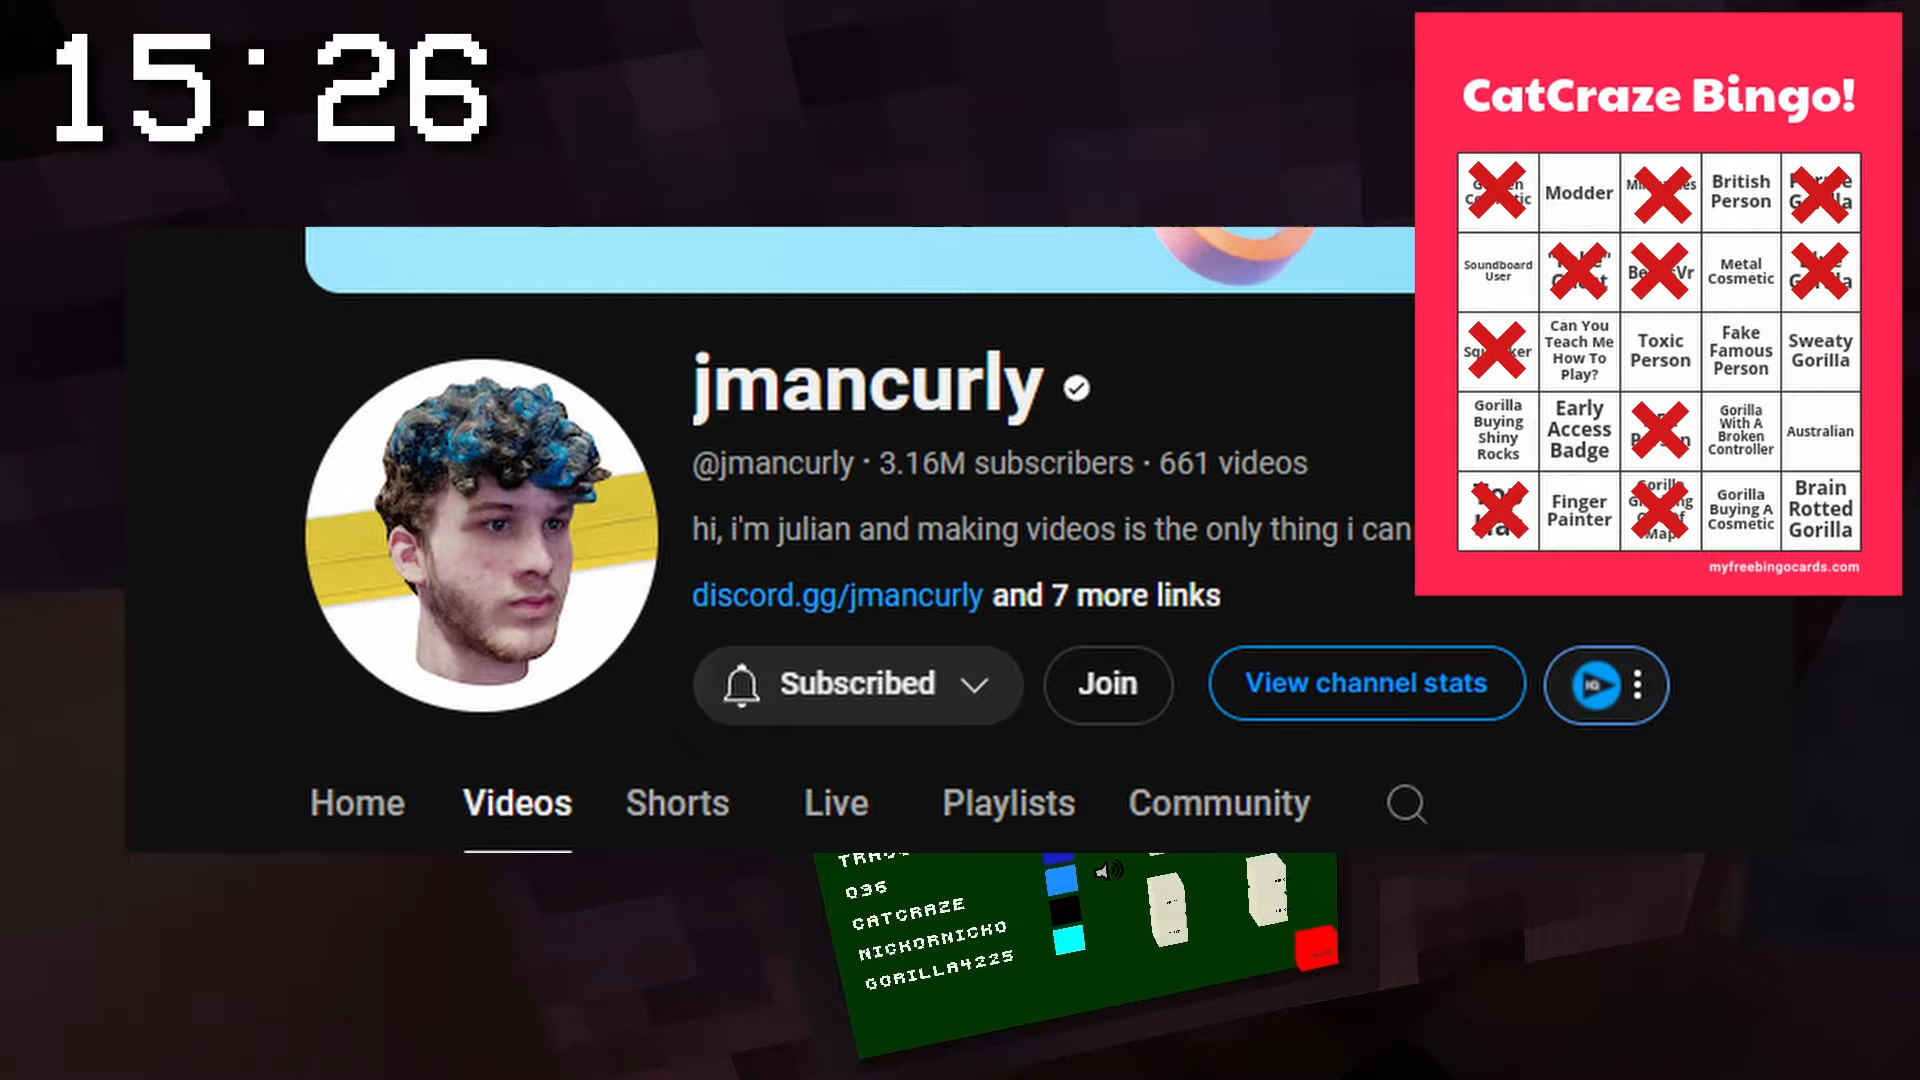 15:26
CatCraze Bingo!
Modder
British
Person
Soundboard
User
Metal
Cosmetic
Can You
Teach Me
How To
Play?
Toxic
Person
Fake
Famous
Person
Sweaty
Gorilla
Gorilla
Buying
Shiny
Rocks
Early
Access
Badge
Gorilla
With A
Broken
Controller
Australian
Finger
Painter
Gorilla
Map
Gorilla
Buying A
Cosmetic
Brain
Rotted
Gorilla
myfreebingocards.com
jmancurly
@jmancurly · 3.16M subscribers · 661 videos
hi, i'm julian and making videos is the only thing i can
discord.gg/jmancurly and 7 more links
Subscribed
Join
View channel stats
IQ
Home Videos Shorts Live Playlists Community
CATCRAZE
NICKORNICKO
GORILLA4225